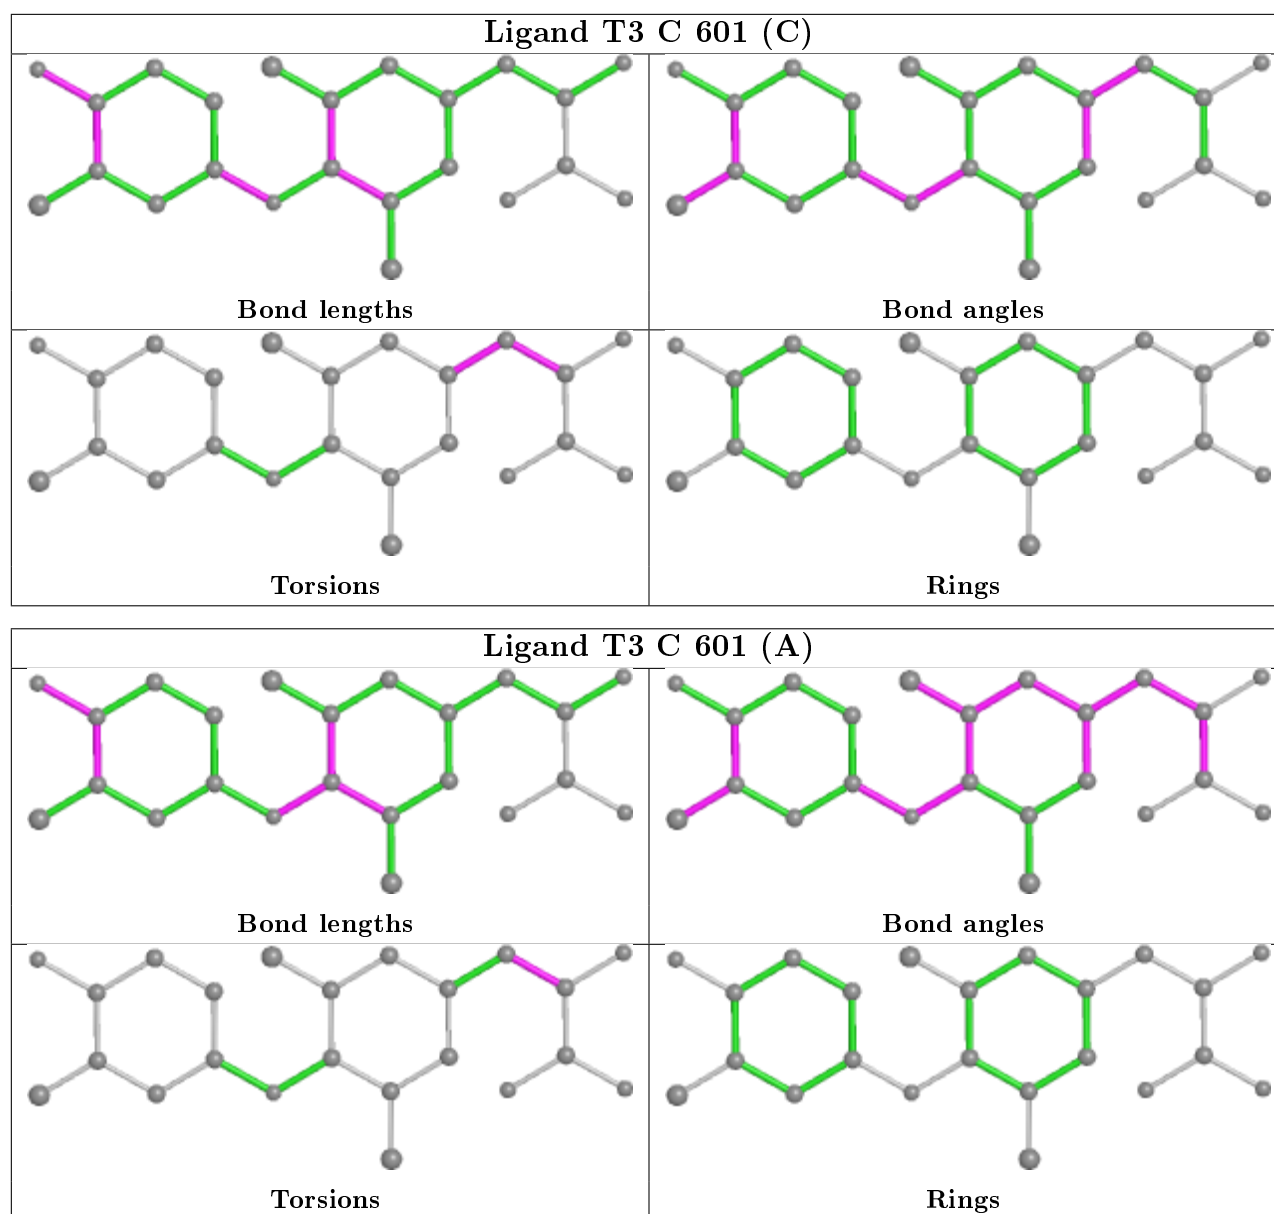 Ligand T3 C 601 (C)
Bond lengths
Bond angles
Torsions
Rings
Ligand T3 C 601 (A)
Bond lengths
Bond angles
Torsions
Rings